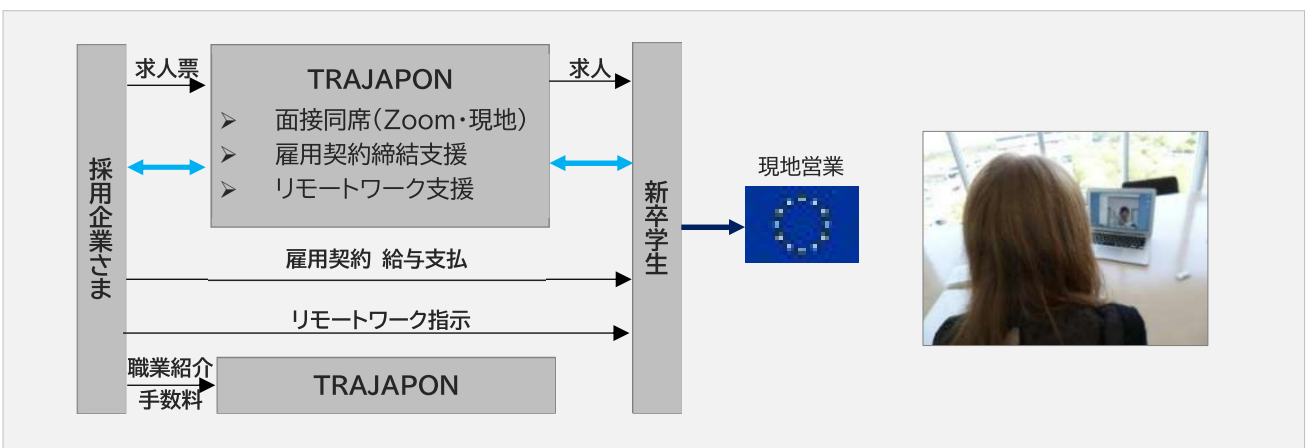 採用企業さま
求人票
TRAJAPON
➢ 面接同席(Zoom・現地)
➢ 雇用契約締結支援
➢ リモートワーク支援
求人
新卒学生
現地営業
雇用契約 給与支払
リモートワーク指示
職業紹介
手数料
TRAJAPON